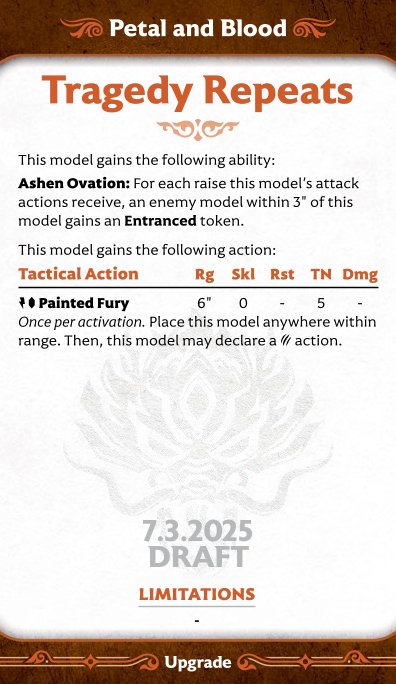 Petal and Blood
Tragedy Repeats
This model gains the following ability:
Ashen Ovation: For each raise this model's attack
actions receive, an enemy model within 3" of this
model gains an Entranced token.
This model gains the following action:
Tactical Action Rg Skl Rst TN Dmg
Painted Fury 6" 0 - 5 -
Once per activation. Place this model anywhere within
range. Then, this model may declare a action.
7.3.2025
DRAFT
LIMITATIONS
-
Upgrade